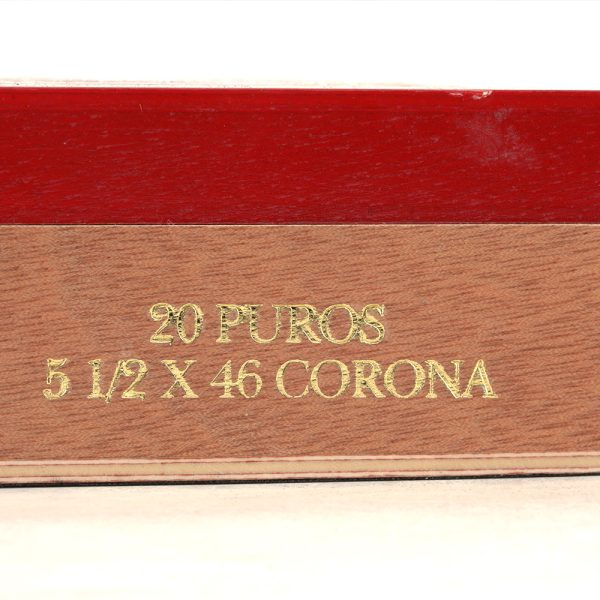 20 PUROS
5 1/2 X 46 CORONA